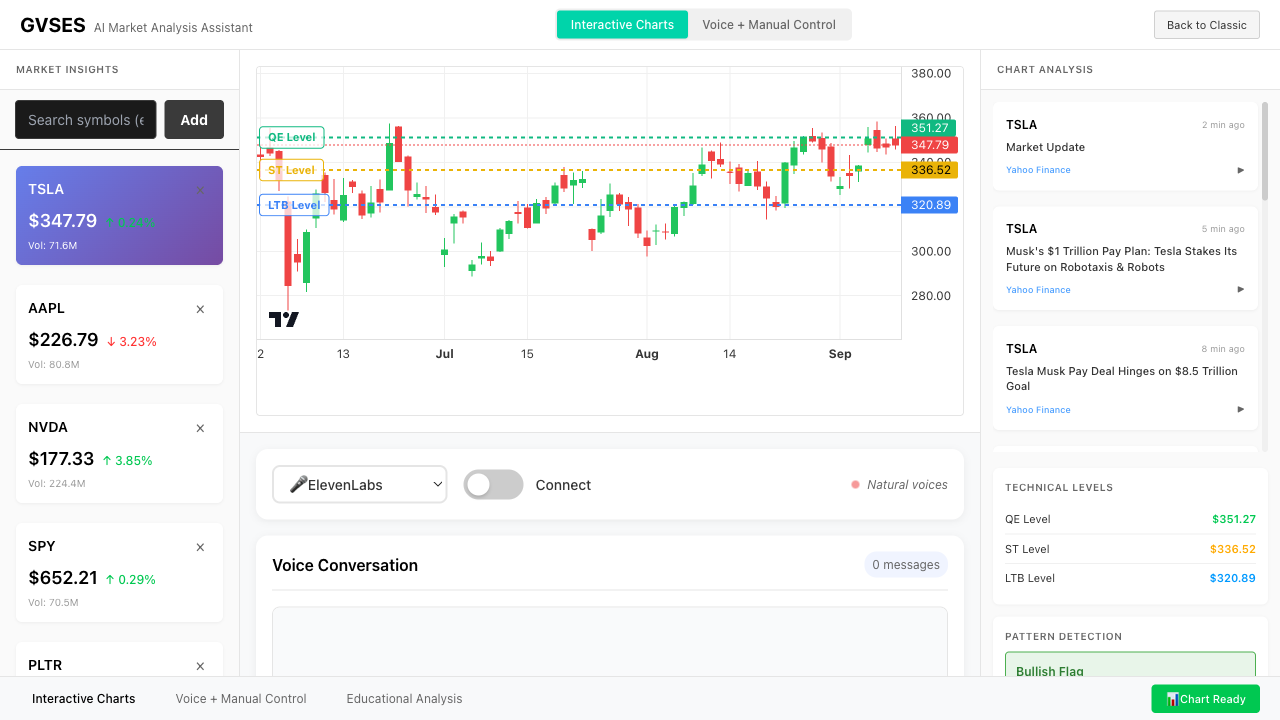 GVSES AI Market Analysis Assistant
Interactive Charts
Voice + Manual Control
Back to Classic
MARKET INSIGHTS
Search symbols (e
Add
TSLA
$347.79 ↑ 0.24%
Vol: 71.6M
AAPL ×
$226.79 ↓ 3.23%
Vol: 80.8M
NVDA ×
$177.33 ↑ 3.85%
Vol: 224.4M
SPY ×
$652.21 ↑ 0.29%
Vol: 70.5M
PLTR ×
QE Level
ST Level
LTB Level
380.00
360.00
351.27
347.79
340.00
336.52
320.89
300.00
280.00
2 13 Jul 15 Aug 14 Sep
🎤ElevenLabs
Connect
Natural voices
Voice Conversation
0 messages
CHART ANALYSIS
TSLA 2 min ago
Market Update
Yahoo Finance ▶
TSLA 5 min ago
Musk's $1 Trillion Pay Plan: Tesla Stakes Its
Future on Robotaxis & Robots
Yahoo Finance ▶
TSLA 8 min ago
Tesla Musk Pay Deal Hinges on $8.5 Trillion
Goal
Yahoo Finance ▶
TECHNICAL LEVELS
QE Level $351.27
ST Level $336.52
LTB Level $320.89
PATTERN DETECTION
Bullish Flag
Interactive Charts
Voice + Manual Control
Educational Analysis
📊Chart Ready